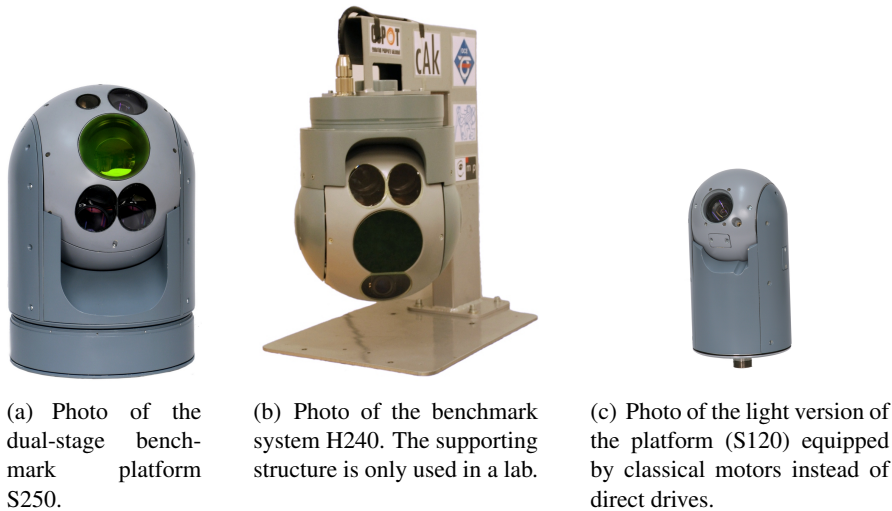 cAk
(a) Photo of the
dual-stage bench-
mark platform
S250.
(b) Photo of the benchmark
system H240. The supporting
structure is only used in a lab.
(c) Photo of the light version of
the platform (S120) equipped
by classical motors instead of
direct drives.